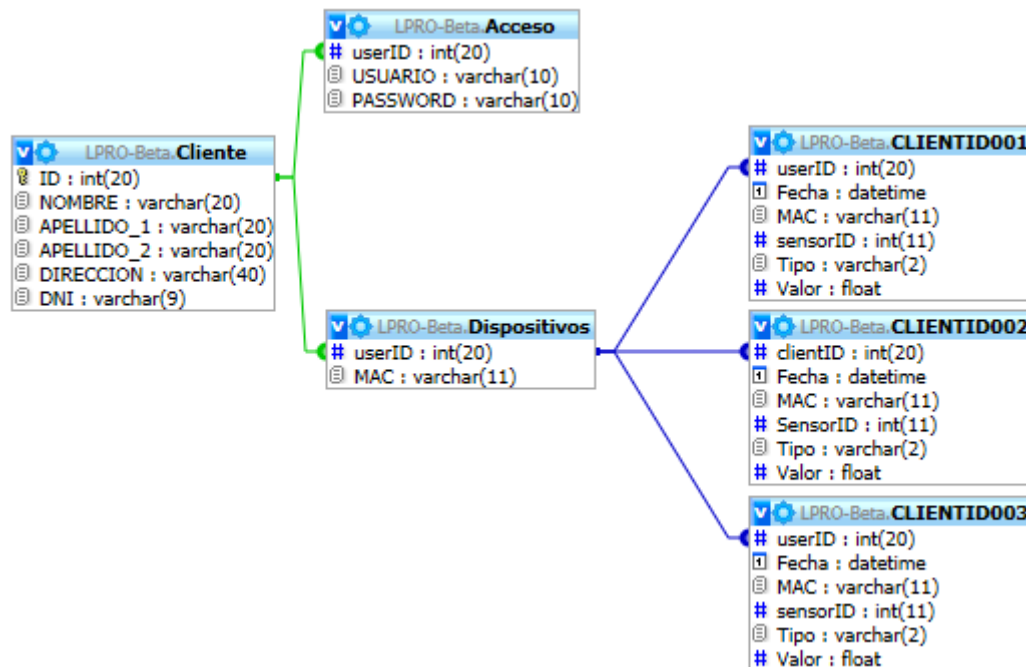 LPRO-Beta.Acceso
userID : int(20)
USUARIO : varchar(10)
PASSWORD : varchar(10)
LPRO-Beta.Cliente
ID : int(20)
NOMBRE : varchar(20)
APELLIDO_1 : varchar(20)
APELLIDO_2 : varchar(20)
DIRECCION : varchar(40)
DNI : varchar(9)
LPRO-Beta.Dispositivos
userID : int(20)
MAC : varchar(11)
LPRO-Beta.CLIENTID001
userID : int(20)
Fecha : datetime
MAC : varchar(11)
sensorID : int(11)
Tipo : varchar(2)
Valor : float
LPRO-Beta.CLIENTID002
clientID : int(20)
Fecha : datetime
MAC : varchar(11)
SensorID : int(11)
Tipo : varchar(2)
Valor : float
LPRO-Beta.CLIENTID003
userID : int(20)
Fecha : datetime
MAC : varchar(11)
sensorID : int(11)
Tipo : varchar(2)
Valor : float